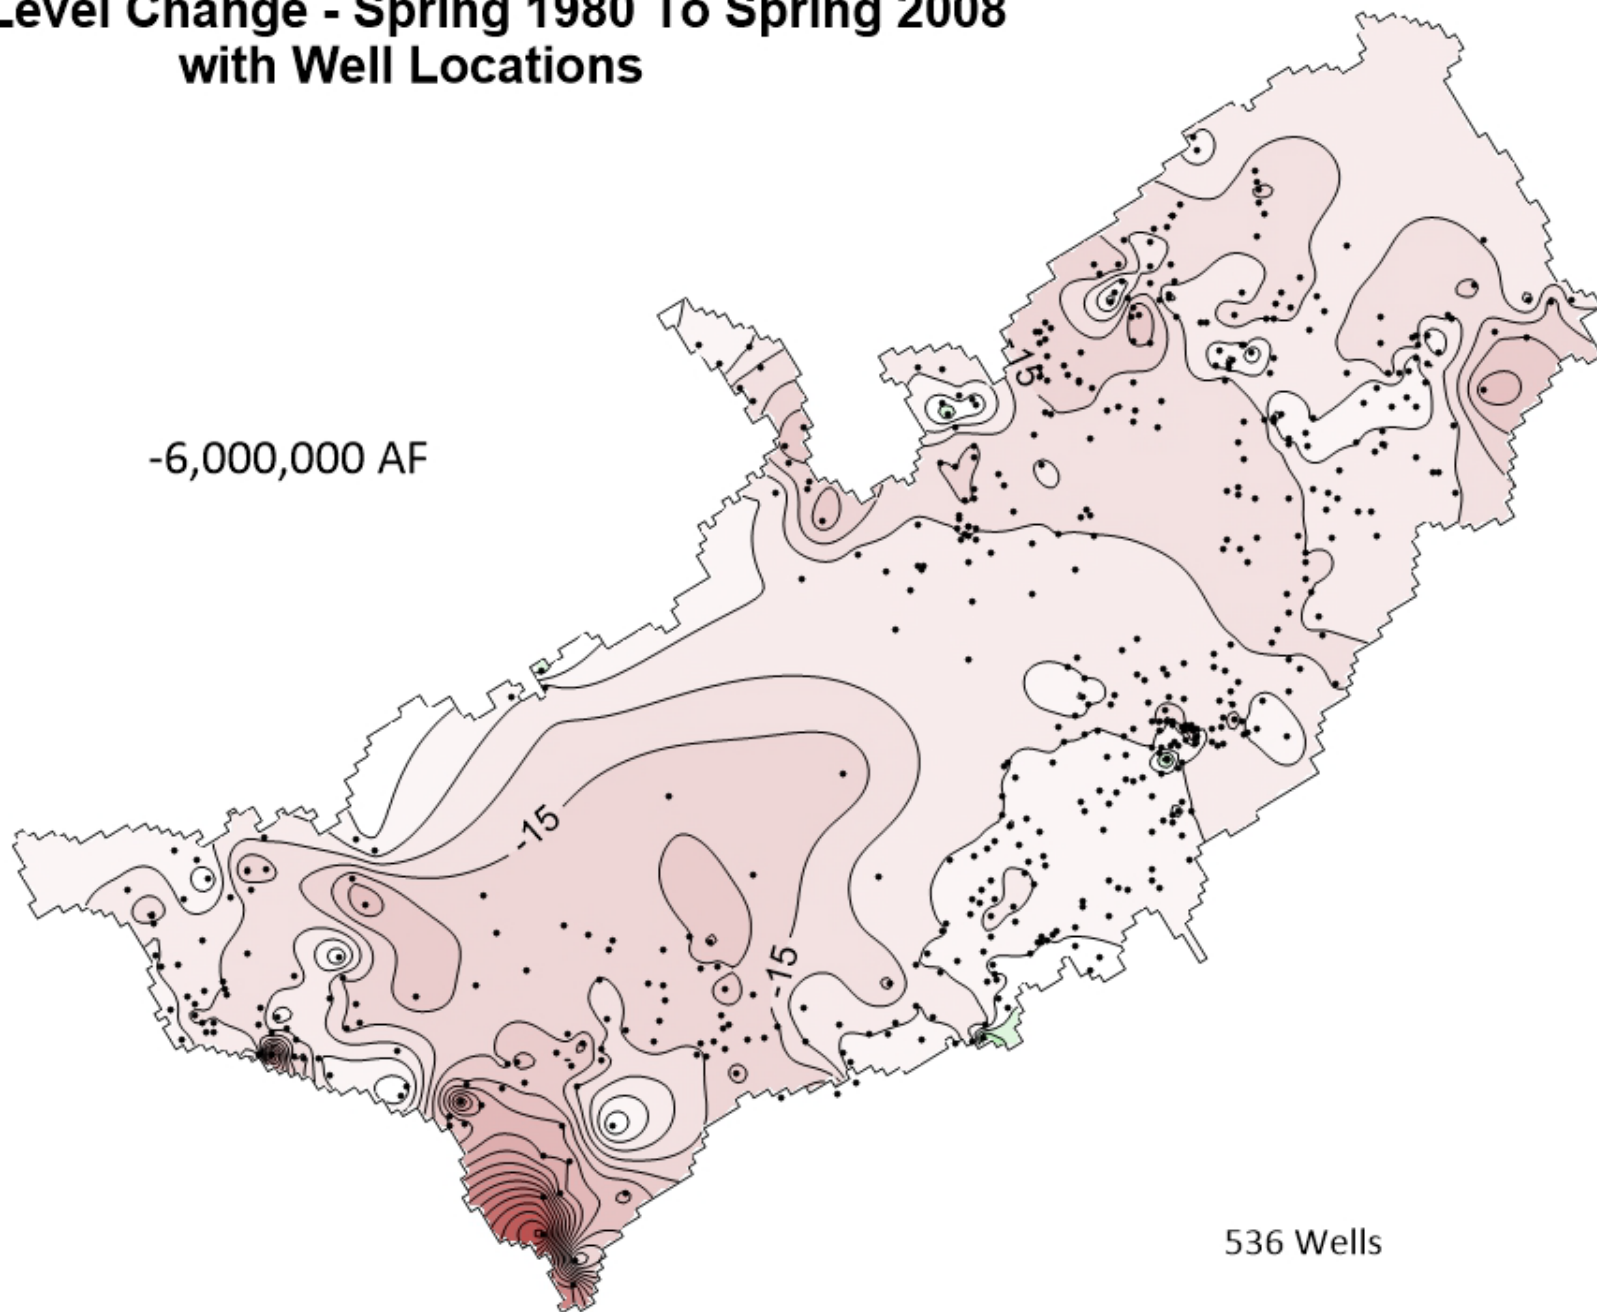 Level Change - Spring 1980 To Spring 2008
with Well Locations
-15
-6,000,000 AF
-15
-15
536 Wells